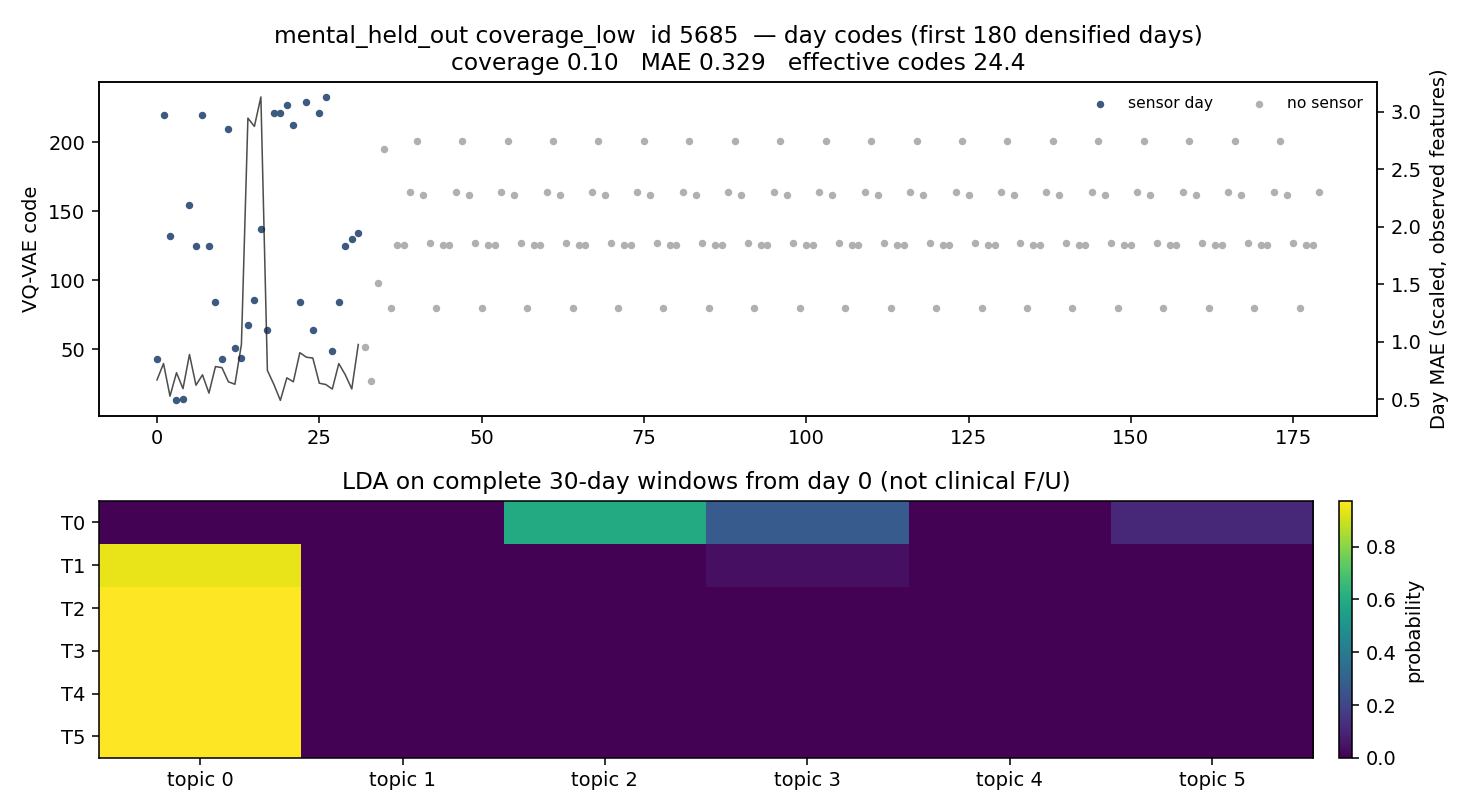 mental_held_out coverage_low  id 5685  — day codes (first 180 densified days)
coverage 0.10   MAE 0.329   effective codes 24.4
sensor day
no sensor
VQ-VAE code
200
150
100
50
3.0
2.5
2.0
1.5
1.0
0.5
Day MAE (scaled, observed features)
0
25
50
75
100
125
150
175
LDA on complete 30-day windows from day 0 (not clinical F/U)
T0
T1
T2
T3
T4
T5
topic 0
topic 1
topic 2
topic 3
topic 4
topic 5
0.8
0.6
0.4
0.2
0.0
probability